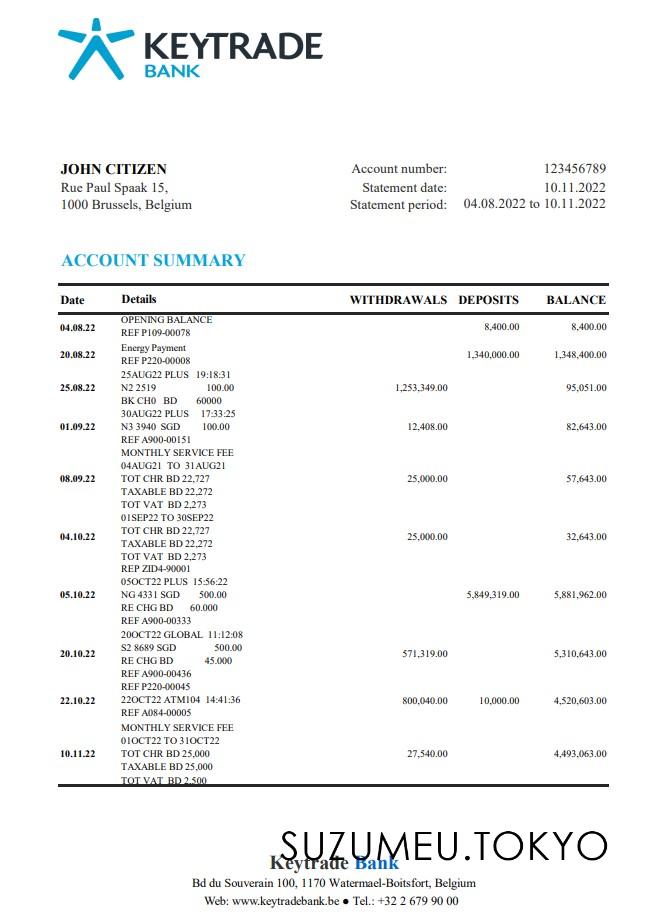 KEYTRADE
BANK
JOHN CITIZEN
Rue Paul Spaak 15,
1000 Brussels, Belgium
Account number: 123456789
Statement date: 10.11.2022
Statement period: 04.08.2022 to 10.11.2022
ACCOUNT SUMMARY
Date Details WITHDRAWALS DEPOSITS BALANCE
OPENING BALANCE
04.08.22 8,400.00 8,400.00
REF P109-00078
Energy Payment
20.08.22 1,340,000.00 1,348,400.00
REF P220-00008
25AUG22 PLUS 19:18:31
25.08.22 N2 2519 100.00 1,253,349.00 95,051.00
BK CH0 BD 60000
30AUG22 PLUS 17:33:25
01.09.22 N3 3940 SGD 100.00 12,408.00 82,643.00
REF A900-00151
MONTHLY SERVICE FEE
04AUG21 TO 31AUG21
08.09.22 TOT CHR BD 22,727 25,000.00 57,643.00
TAXABLE BD 22,272
TOT VAT BD 2,273
01SEP22 TO 30SEP22
04.10.22 TOT CHR BD 22,727 25,000.00 32,643.00
TAXABLE BD 22,272
TOT VAT BD 2,273
REP ZID4-90001
05OCT22 PLUS 15:56:22
05.10.22 NG 4331 SGD 500.00 5,849,319.00 5,881,962.00
RE CHG BD 60.000
REF A900-00333
20OCT22 GLOBAL 11:12:08
S2 8689 SGD 500.00
20.10.22 RE CHG BD 45.000 571,319.00 5,310,643.00
REF A900-00436
REF P220-00045
22.10.22 22OCT22 ATM104 14:41:36 800,040.00 10,000.00 4,520,603.00
REF A084-00005
MONTHLY SERVICE FEE
01OCT22 TO 31OCT22
10.11.22 TOT CHR BD 25,000 27,540.00 4,493,063.00
TAXABLE BD 25,000
TOT VAT BD 2,500
SUZUMEU.TOKYO
Keytrade Bank
Bd du Souverain 100, 1170 Watermael-Boitsfort, Belgium
Web: www.keytradebank.be ● Tel.: +32 2 679 90 00